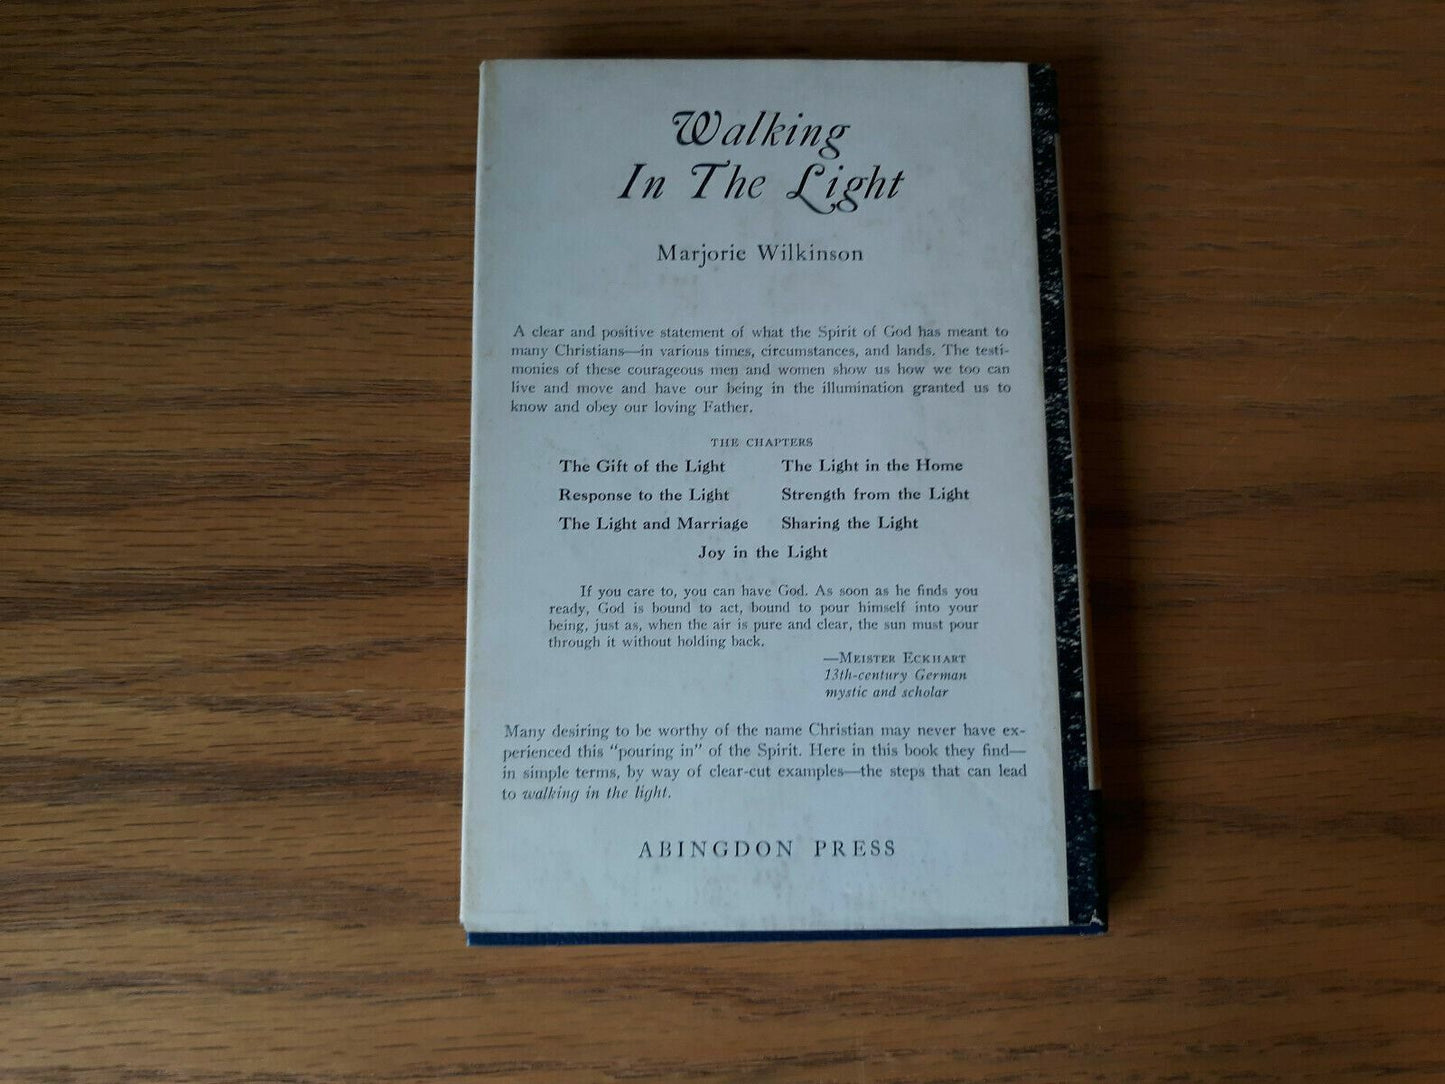 Walking
In The Light
Marjorie Wilkinson
A clear and positive statement of what the Spirit of God has meant to
many Christians—in various times, circumstances, and lands. The testi-
monies of these courageous men and women show us how we too can
live and move and have our being in the illumination granted us to
know and obey our loving Father.
THE CHAPTERS
The Gift of the Light
Response to the Light
The Light and Marriage
The Light in the Home
Strength from the Light
Sharing the Light
Joy in the Light
If you care to, you can have God. As soon as he finds you
ready, God is bound to act, bound to pour himself into your
being, just as, when the air is pure and clear, the sun must pour
through it without holding back.
—MEISTER ECKHART
13th-century German
mystic and scholar
Many desiring to be worthy of the name Christian may never have ex-
perienced this "pouring in" of the Spirit. Here in this book they find—
in simple terms, by way of clear-cut examples—the steps that can lead
to walking in the light.
ABINGDON PRESS